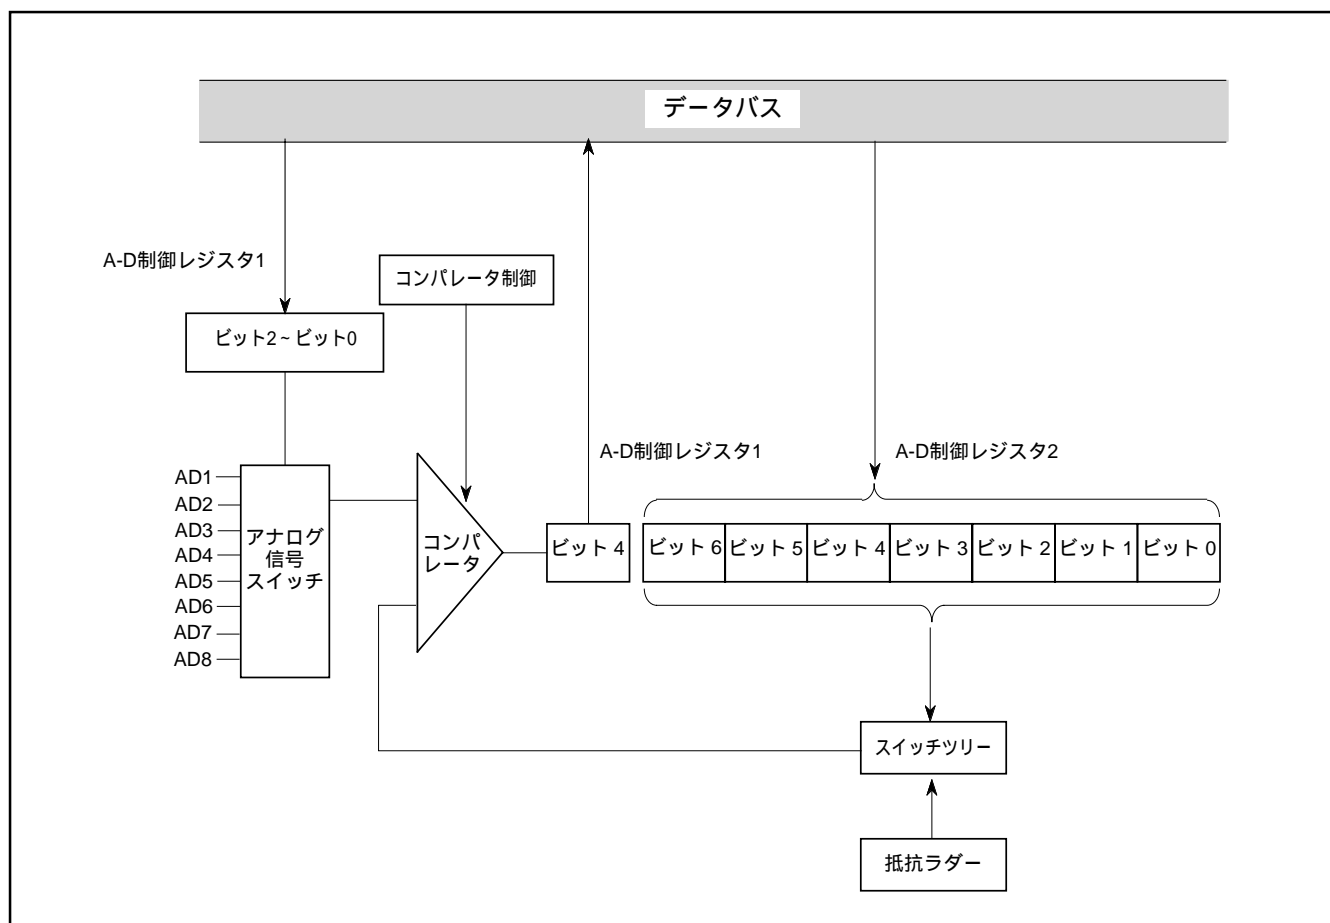 データバス
A-D制御レジスタ1
コンパレータ制御
ビット2~ビット0
A-D制御レジスタ1
A-D制御レジスタ2
AD1
AD2
AD3
AD4
AD5
AD6
AD7
AD8
アナログ
信号
スイッチ
コンパ
レータ
ビット 4
ビット 6
ビット 5
ビット 4
ビット 3
ビット 2
ビット 1
ビット 0
スイッチツリー
抵抗ラダー